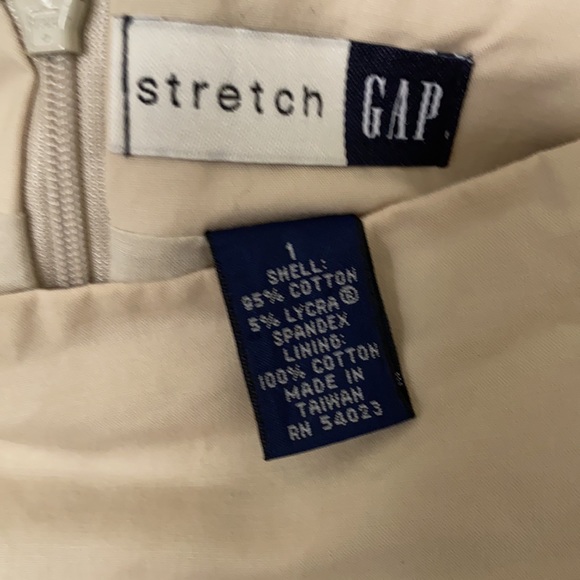 stretch GAP.
1
SHELL:
95% COTTON
5% LYCRA®
SPANDEX
LINING:
100% COTTON
MADE IN
TAIWAN
RN 54023